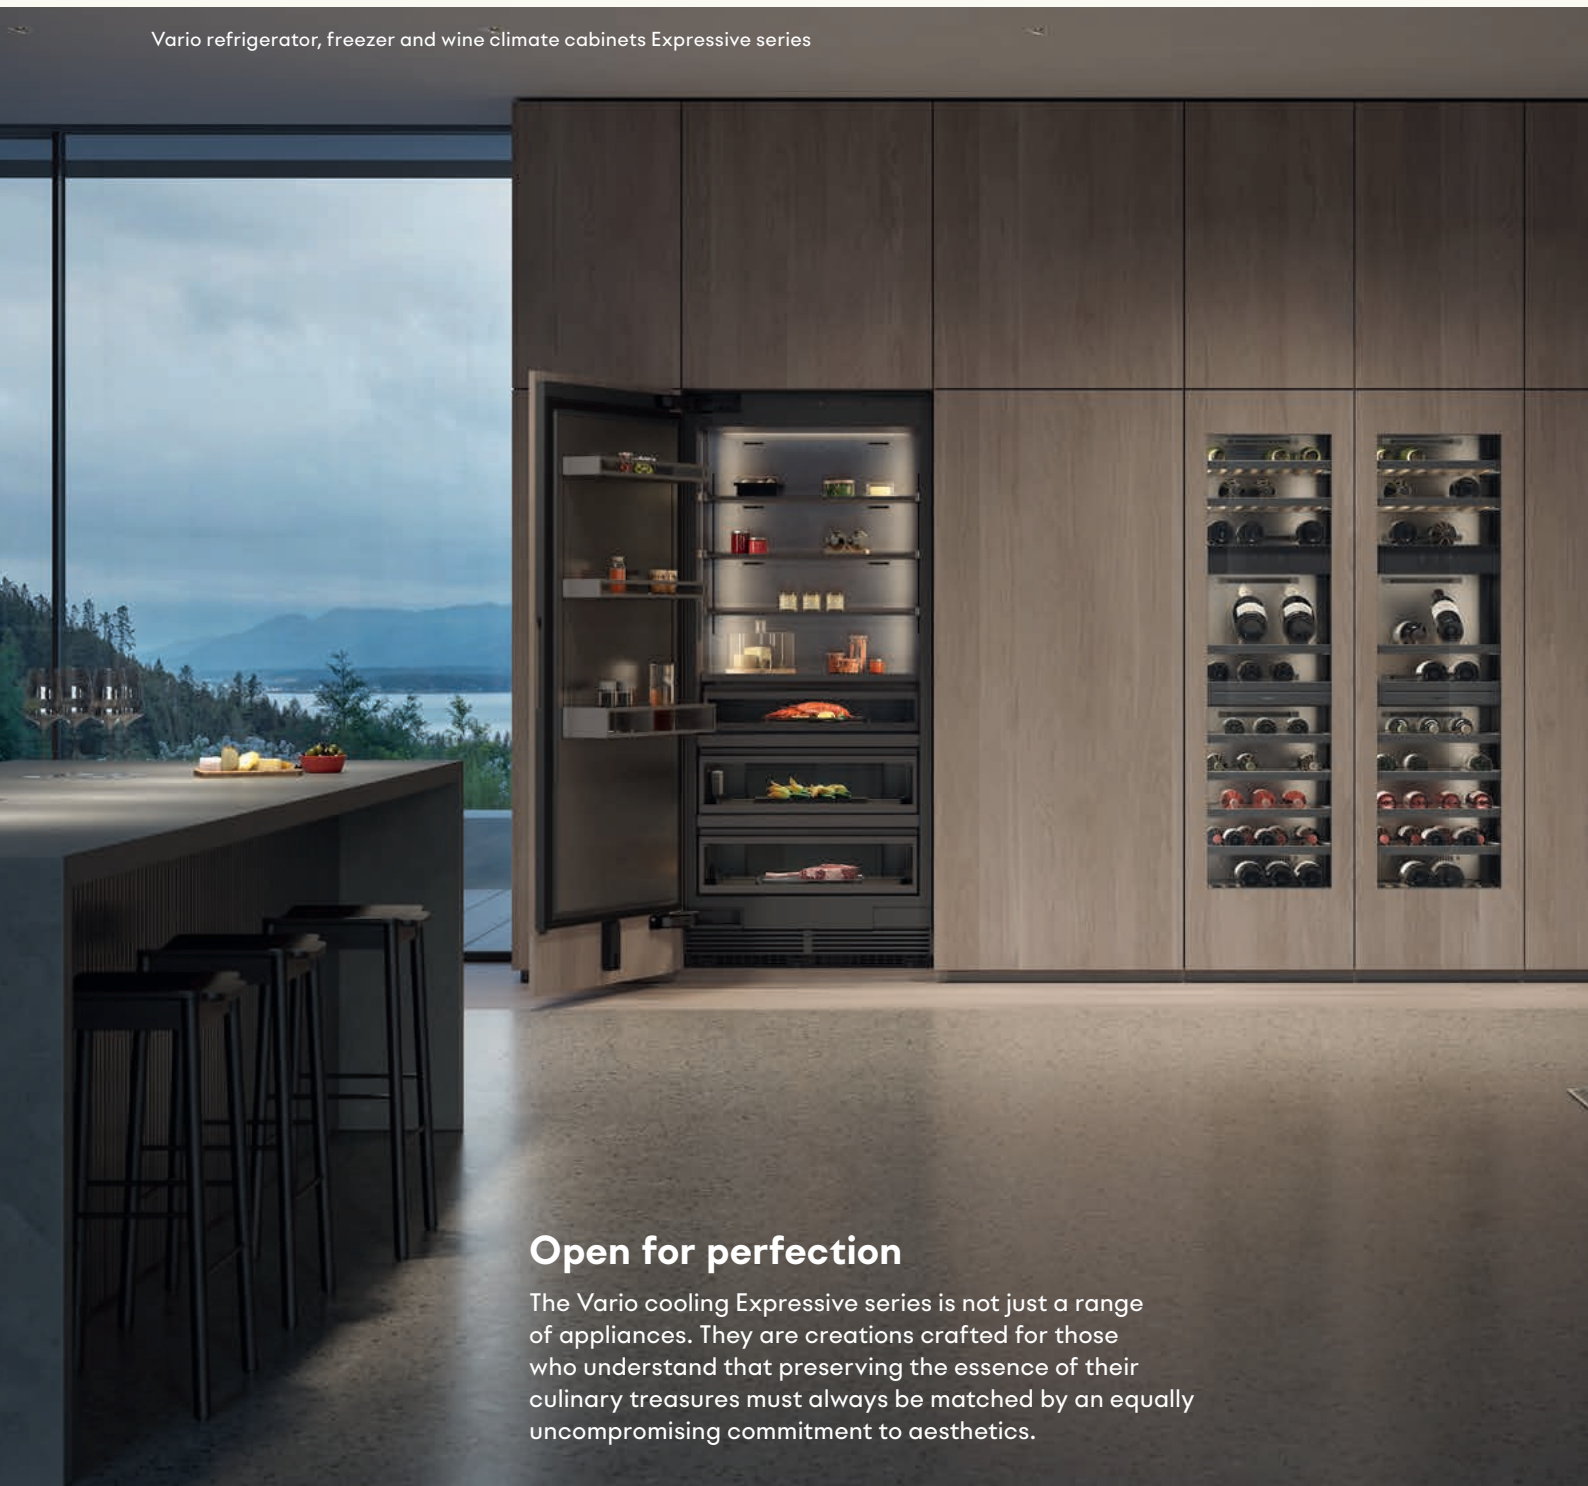 Vario refrigerator, freezer and wine climate cabinets Expressive series
Open for perfection
The Vario cooling Expressive series is not just a range
of appliances. They are creations crafted for those
who understand that preserving the essence of their
culinary treasures must always be matched by an equally
uncompromising commitment to aesthetics.